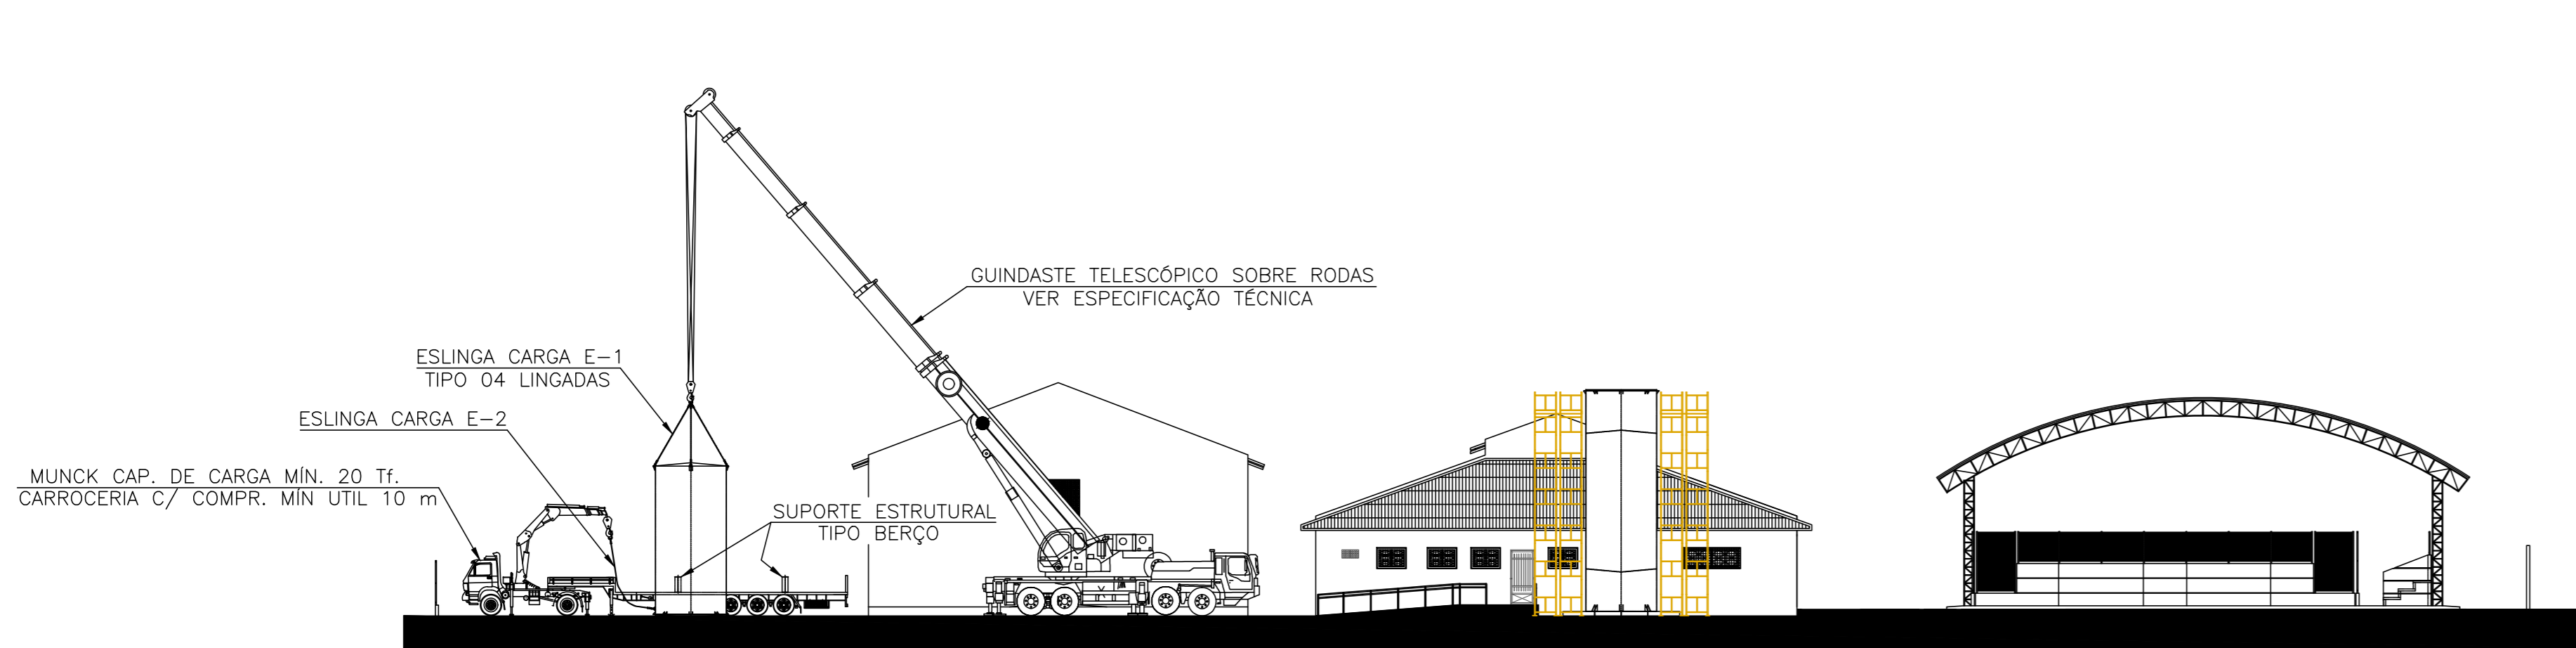 GUINDASTE TELESCÓPICO SOBRE RODAS
VER ESPECIFICAÇÃO TÉCNICA
ESLINGA CARGA E-1
TIPO 04 LINGADAS
ESLINGA CARGA E-2
MUNCK CAP. DE CARGA MÍN. 20 Tf.
CARROCERIA C/ COMPR. MÍN UTIL 10 m
SUPORTE ESTRUTURAL
TIPO BERÇO